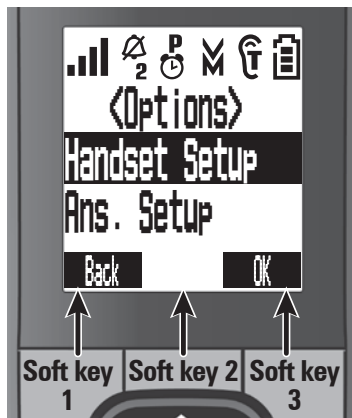 P
2 M T
<Options>
Handset Setup
Ans. Setup
Back OK
Soft key 1 Soft key 2 Soft key 3